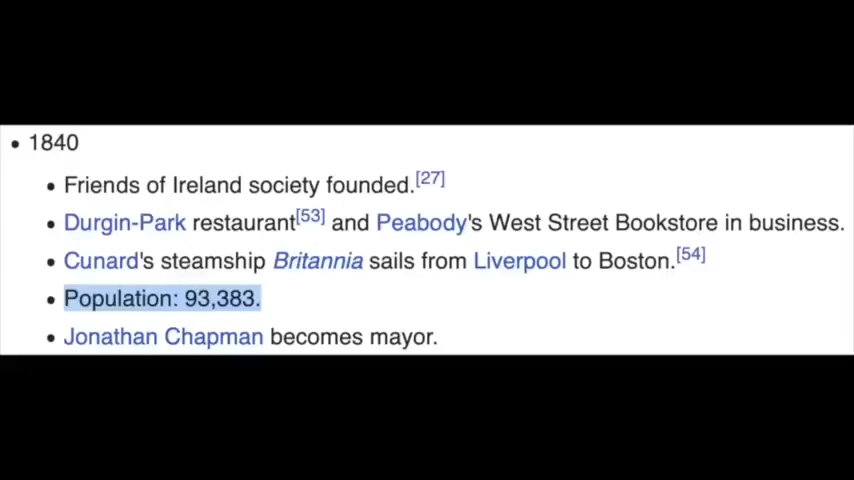 • 1840
• Friends of Ireland society founded.[27]
• Durgin-Park restaurant[53] and Peabody's West Street Bookstore in business.
• Cunard's steamship Britannia sails from Liverpool to Boston.[54]
• Population: 93,383.
• Jonathan Chapman becomes mayor.